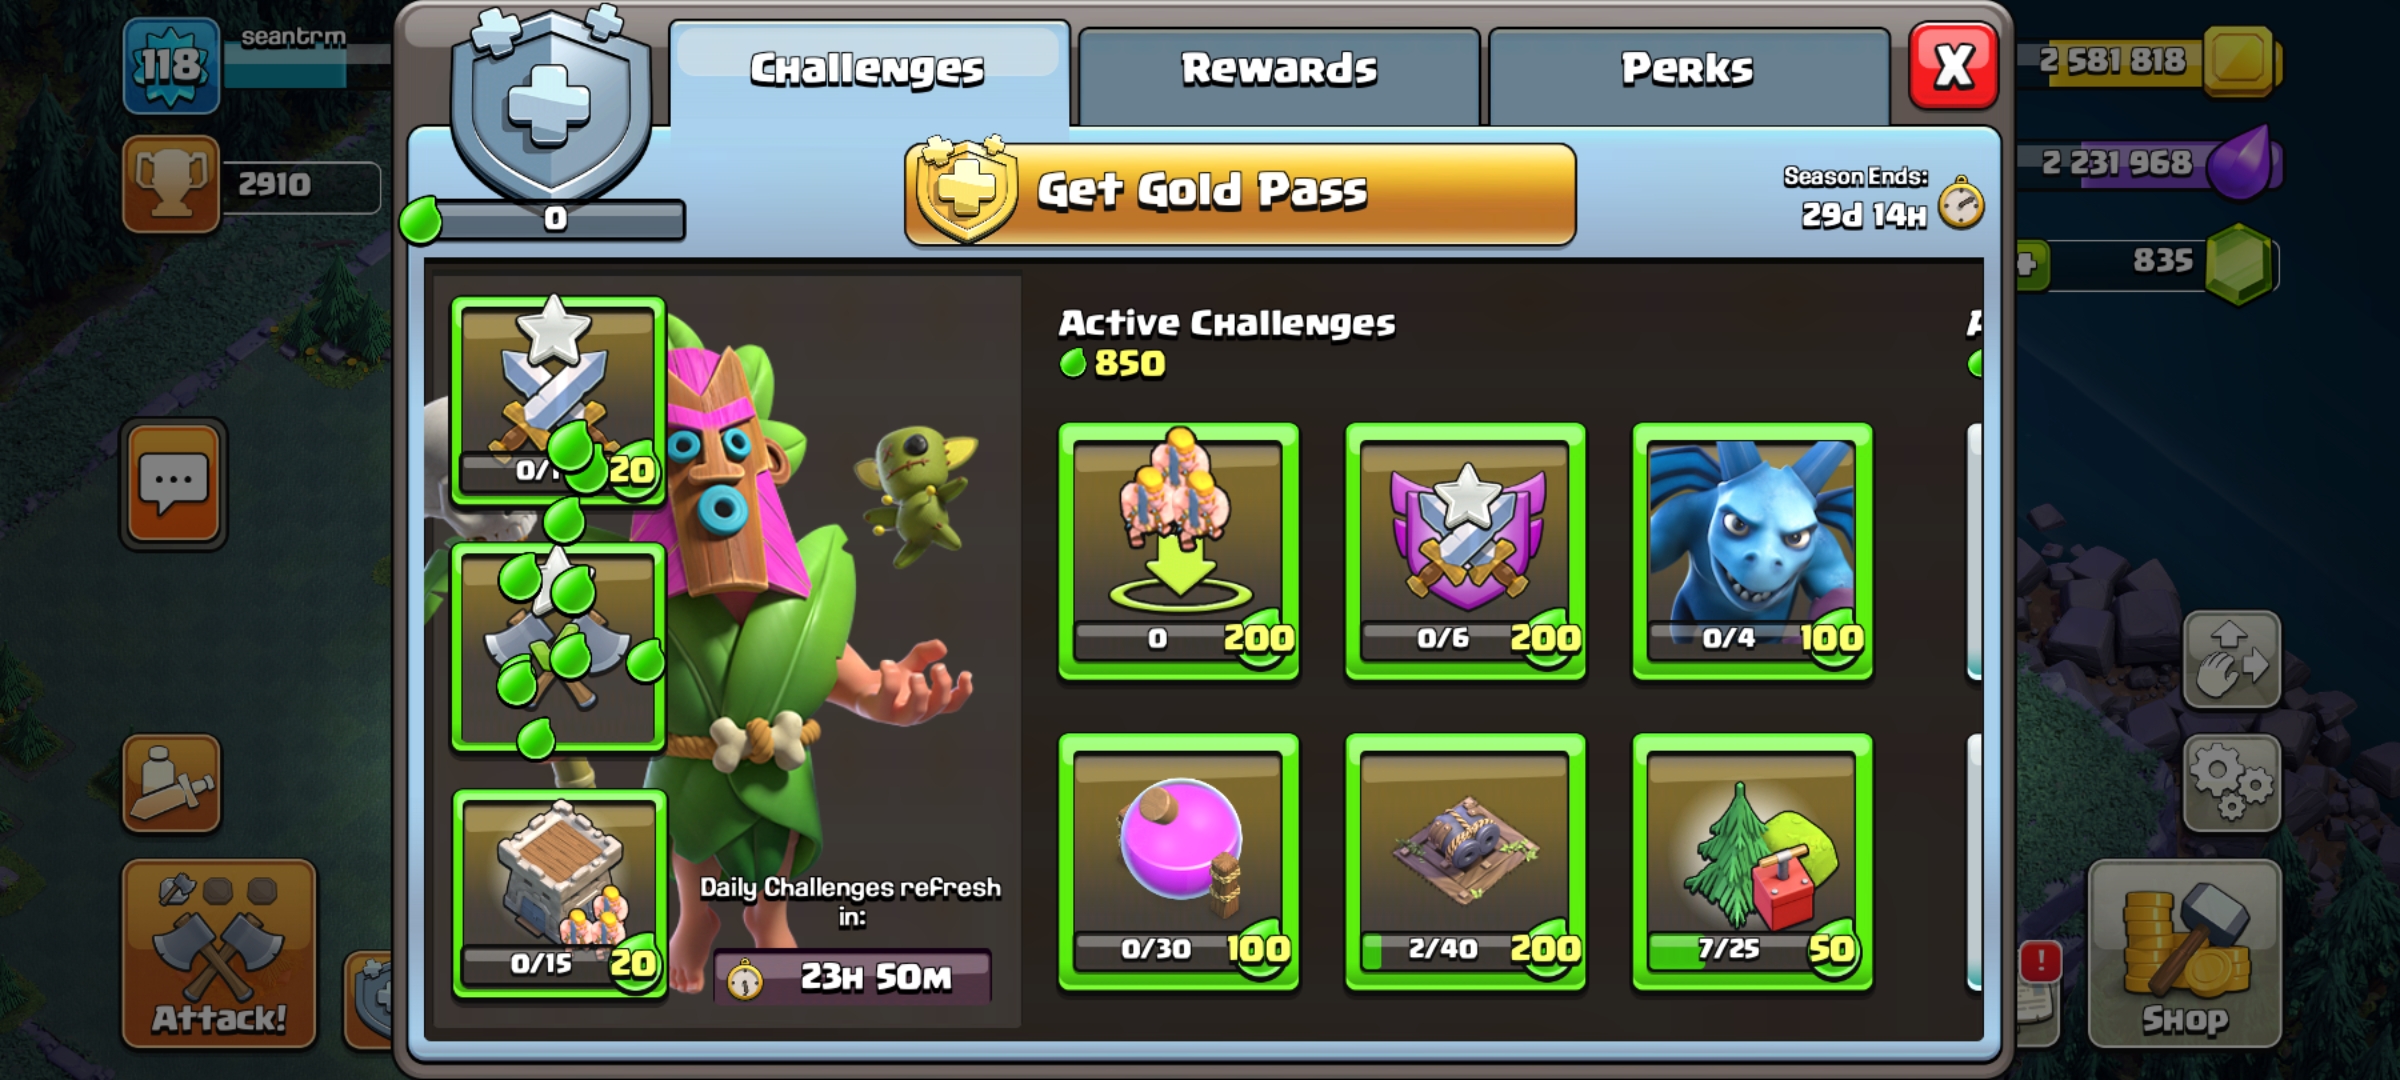 118
seantrm
2910
Challenges
Rewards
Perks
X
2 581 818
2 231 968
835
0
Get Gold Pass
Season Ends:
29d 14H
Active Challenges
850
20
0
200
0/6
200
0/4
100
0/15
20
Daily Challenges refresh
in:
23H 50M
0/30
100
2/40
200
7/25
50
Attack!
!
Shop